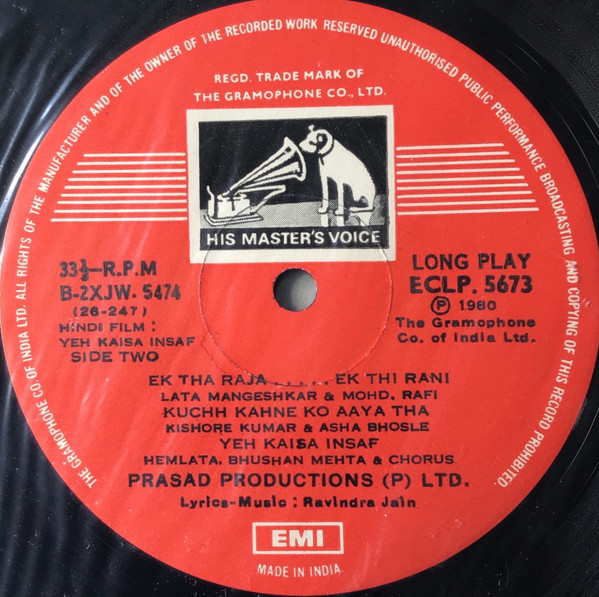 THE GRAMOPHONE CO. OF INDIA LTD. ALL RIGHTS OF THE MANUFACTURER AND OF THE OWNER OF THE RECORDED WORK RESERVED UNAUTHORISED PUBLIC PERFORMANCE BROADCASTING AND COPYING OF THIS RECORD PROHIBITED.
REGD. TRADE MARK OF
THE GRAMOPHONE CO., LTD.
HIS MASTER'S VOICE
33⅓-R.P.M
B-2XJW. 5474
(26-247)
HINDI FILM :
YEH KAISA INSAF
SIDE TWO
LONG PLAY
ECLP. 5673
Ⓟ 1980
The Gramophone
Co. of India Ltd.
EK THA RAJA ..... EK THI RANI
LATA MANGESHKAR & MOHD. RAFI
KUCHH KAHNE KO AAYA THA
KISHORE KUMAR & ASHA BHOSLE
YEH KAISA INSAF
HEMLATA, BHUSHAN MEHTA & CHORUS
PRASAD PRODUCTIONS (P) LTD.
Lyrics-Music : Ravindra Jain
EMI
MADE IN INDIA